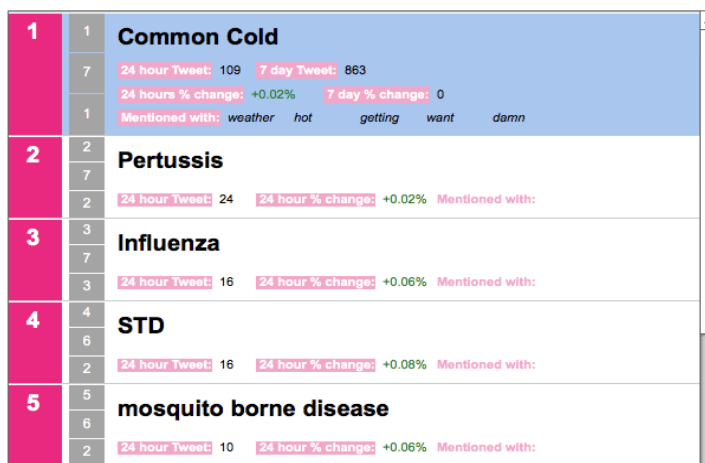 1 1 Common Cold
7 24 hour Tweet: 109 7 day Tweet: 863
24 hours % change: +0.02% 7 day % change: 0
1 Mentioned with: weather hot getting want damn
2 2 Pertussis
7
2 24 hour Tweet: 24 24 hour % change: +0.02% Mentioned with:
3 3 Influenza
7
3 24 hour Tweet: 16 24 hour % change: +0.06% Mentioned with:
4 4 STD
6
2 24 hour Tweet: 16 24 hour % change: +0.08% Mentioned with:
5 5 mosquito borne disease
6
2 24 hour Tweet: 10 24 hour % change: +0.06% Mentioned with: